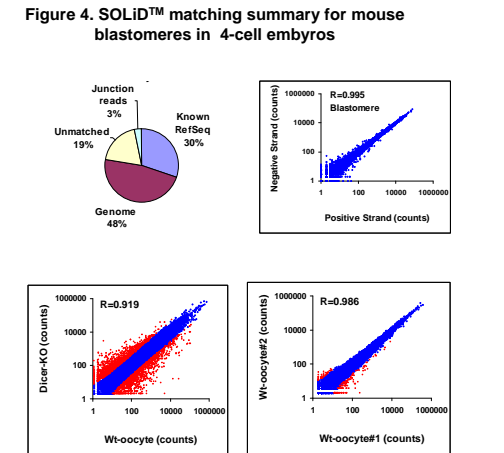 Figure 4. SOLiD™ matching summary for mouse
blastomeres in 4-cell embyros
Junction
reads
3%
Unmatched
19%
Known
RefSeq
30%
Genome
48%
Negative Strand (counts)
1000000
10000
100
1
R=0.995
Blastomere
1 100 10000 1000000
Positive Strand (counts)
Dicer-KO (counts)
1000000
10000
100
1
R=0.919
1 100 10000 1000000
Wt-oocyte (counts)
Wt-oocyte#2 (counts)
1000000
10000
100
1
R=0.986
1 100 10000 1000000
Wt-oocyte#1 (counts)